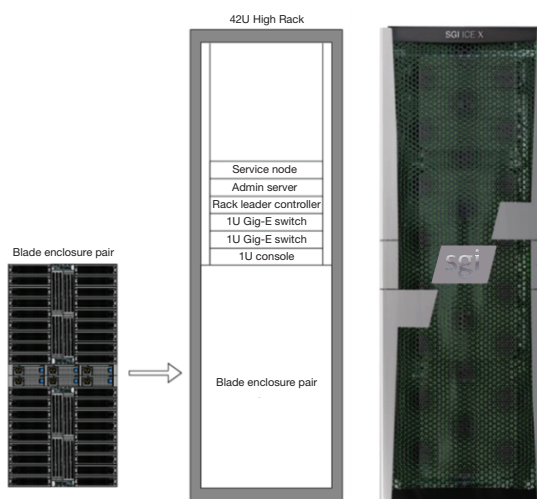 42U High Rack
SGI ICE X
Service node
Admin server
Rack leader controller
1U Gig-E switch
1U Gig-E switch
1U console
Blade enclosure pair
sgi
Blade enclosure pair